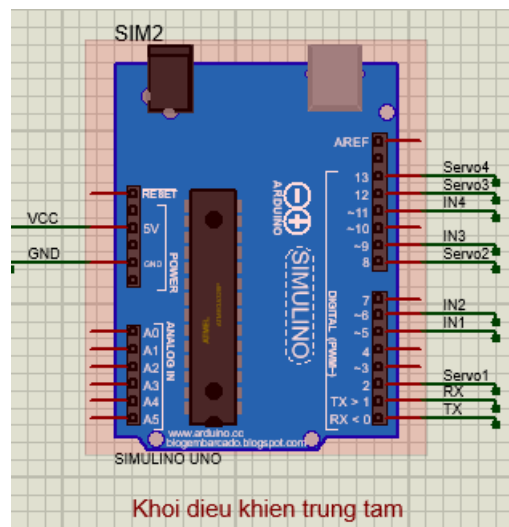 SIM2
AREF
13 Servo4
12 Servo3
~11 IN4
~10
~9 IN3
8 Servo2
RESET
VCC 5V
GND GND
POWER
ARDUINO
SIMULINO
DIGITAL (PWM~)
7
~6 IN2
~5 IN1
4
~3
2 Servo1
TX > 1 RX
RX < 0 TX
ANALOG IN
A0
A1
A2
A3
A4
A5
ATMEL
www.arduino.cc
blogembarcado.blogspot.com
SIMULINO UNO
Khoi dieu khien trung tam